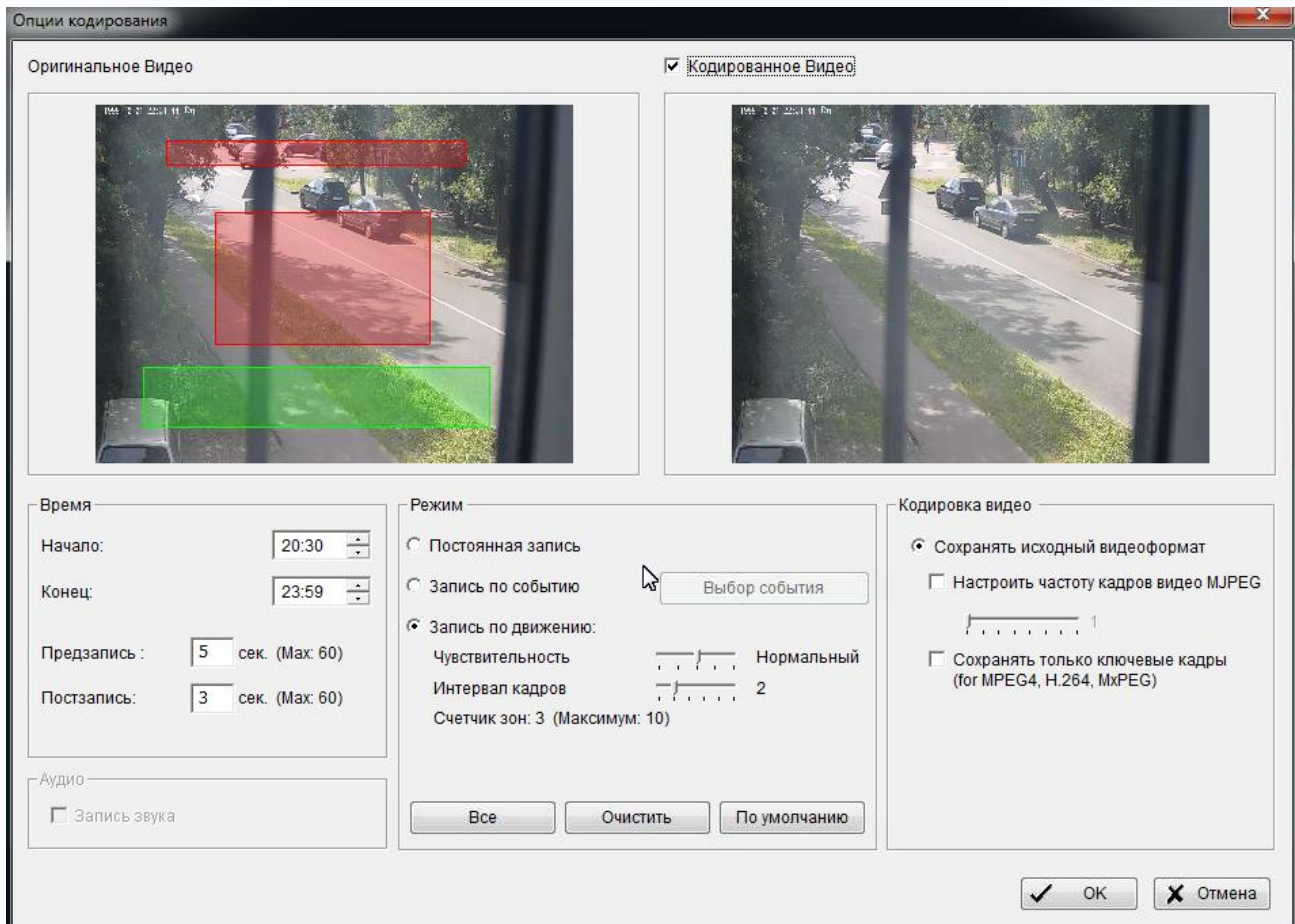 Опции кодирования
Оригинальное Видео
Кодированное Видео
Время
Начало: 20:30
Конец: 23:59
Предзапись : 5 сек. (Max: 60)
Постзапись: 3 сек. (Max: 60)
Аудио
Запись звука
Режим
Постоянная запись
Запись по событию Выбор события
Запись по движению:
Чувствительность Нормальный
Интервал кадров 2
Счетчик зон: 3 (Максимум: 10)
Все Очистить По умолчанию
Кодировка видео
Сохранять исходный видеоформат
Настроить частоту кадров видео MJPEG
1
Сохранять только ключевые кадры
(for MPEG4, H.264, MxPEG)
OK Отмена